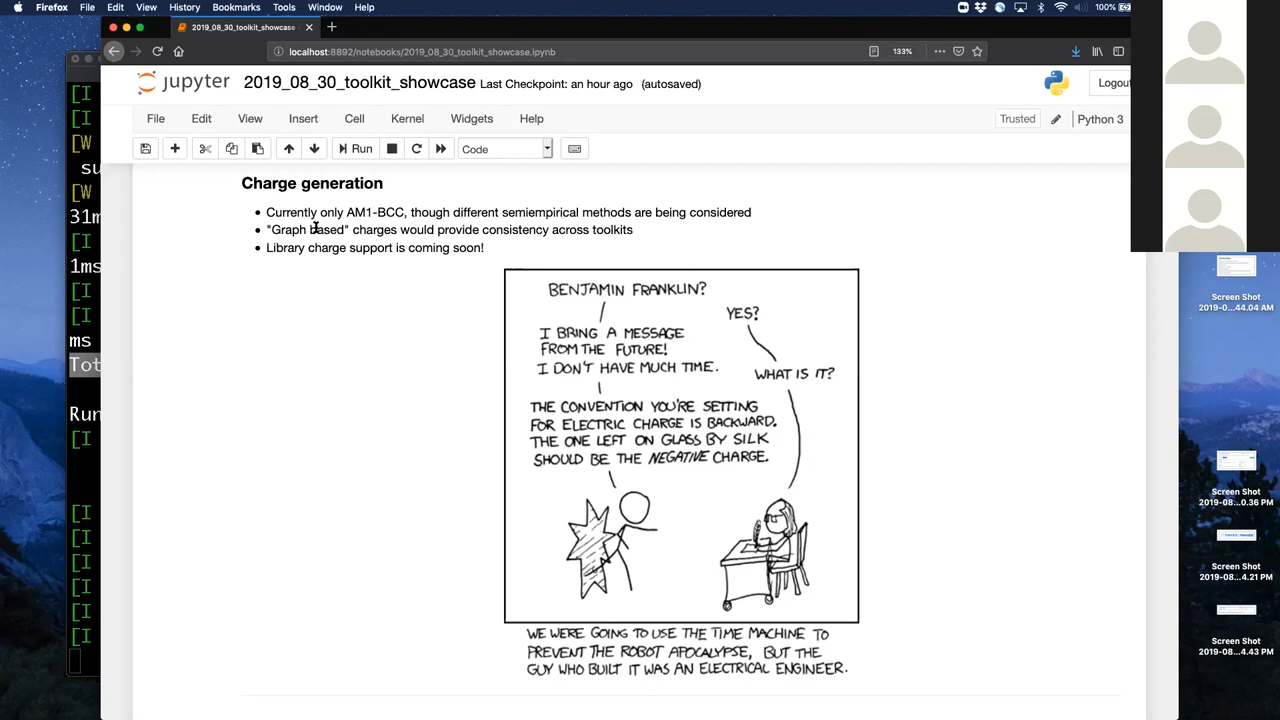 Firefox File Edit View History Bookmarks Tools Window Help 100%
2019_08_30_toolkit_showcase -
localhost:8892/notebooks/2019_08_30_toolkit_showcase.ipynb 133%
jupyter 2019_08_30_toolkit_showcase Last Checkpoint: an hour ago (autosaved) Logout
File Edit View Insert Cell Kernel Widgets Help Trusted Python 3
Run Code
Charge generation
Currently only AM1-BCC, though different semiempirical methods are being considered
"Graph based" charges would provide consistency across toolkits
Library charge support is coming soon!
BENJAMIN FRANKLIN?
YES?
I BRING A MESSAGE
FROM THE FUTURE!
I DON'T HAVE MUCH TIME.
WHAT IS IT?
THE CONVENTION YOU'RE SETTING
FOR ELECTRIC CHARGE IS BACKWARD.
THE ONE LEFT ON GLASS BY SILK
SHOULD BE THE NEGATIVE CHARGE.
WE WERE GOING TO USE THE TIME MACHINE TO
PREVENT THE ROBOT APOCALYPSE, BUT THE
GUY WHO BUILT IT WAS AN ELECTRICAL ENGINEER.
[I
[I
[W
su
[W
31m
[I
1ms
[I
[I
ms
Tot
Run
[I
[I
[I
[I
[I
[I
[I
Screen Shot
2019-0...44.04 AM
Screen Shot
2019-08...0.36 PM
Screen Shot
2019-08...4.21 PM
Screen Shot
2019-08...4.43 PM